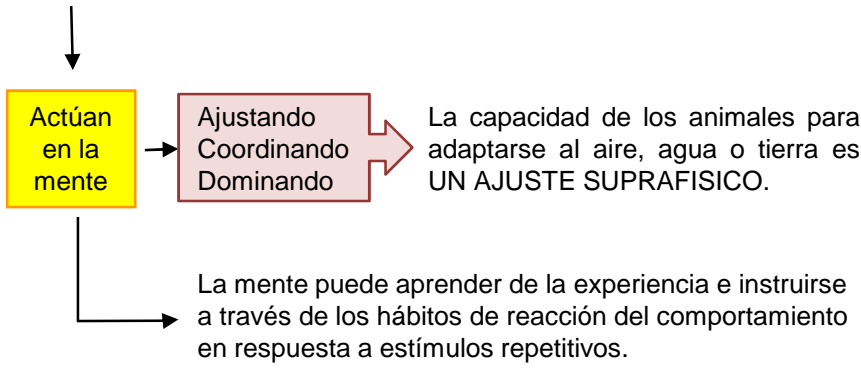 Actúan
en la
mente
Ajustando
Coordinando
Dominando
La capacidad de los animales para
adaptarse al aire, agua o tierra es
UN AJUSTE SUPRAFISICO.
La mente puede aprender de la experiencia e instruirse
a través de los hábitos de reacción del comportamiento
en respuesta a estímulos repetitivos.